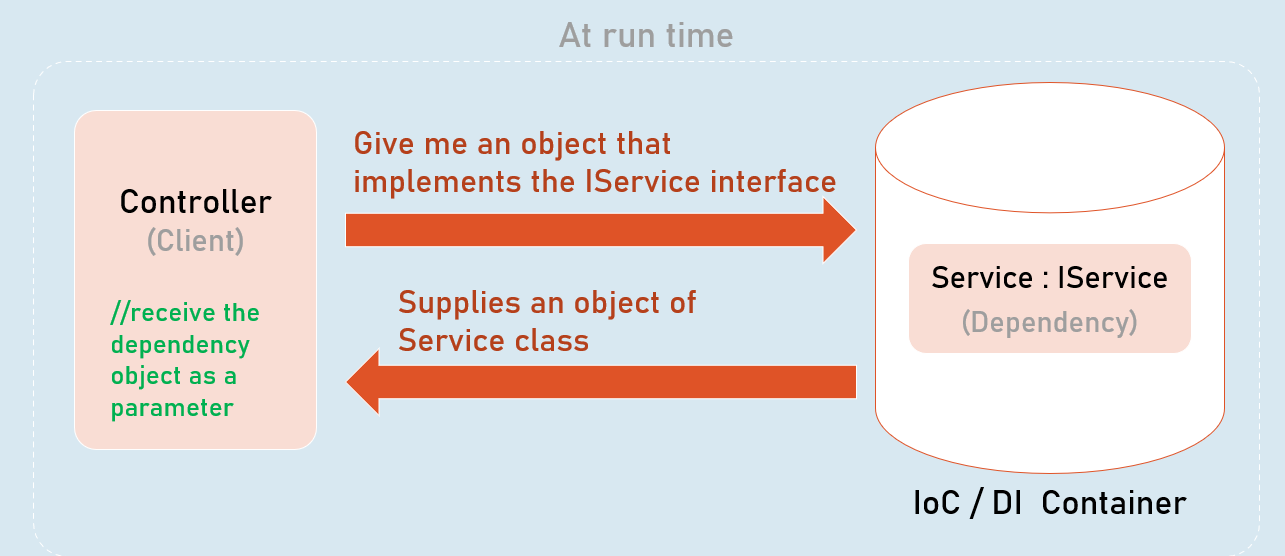 At run time
Give me an object that
implements the IService interface
Controller
(Client)
//receive the
dependency
object as a
parameter
Supplies an object of
Service class
Service : IService
(Dependency)
IoC / DI Container